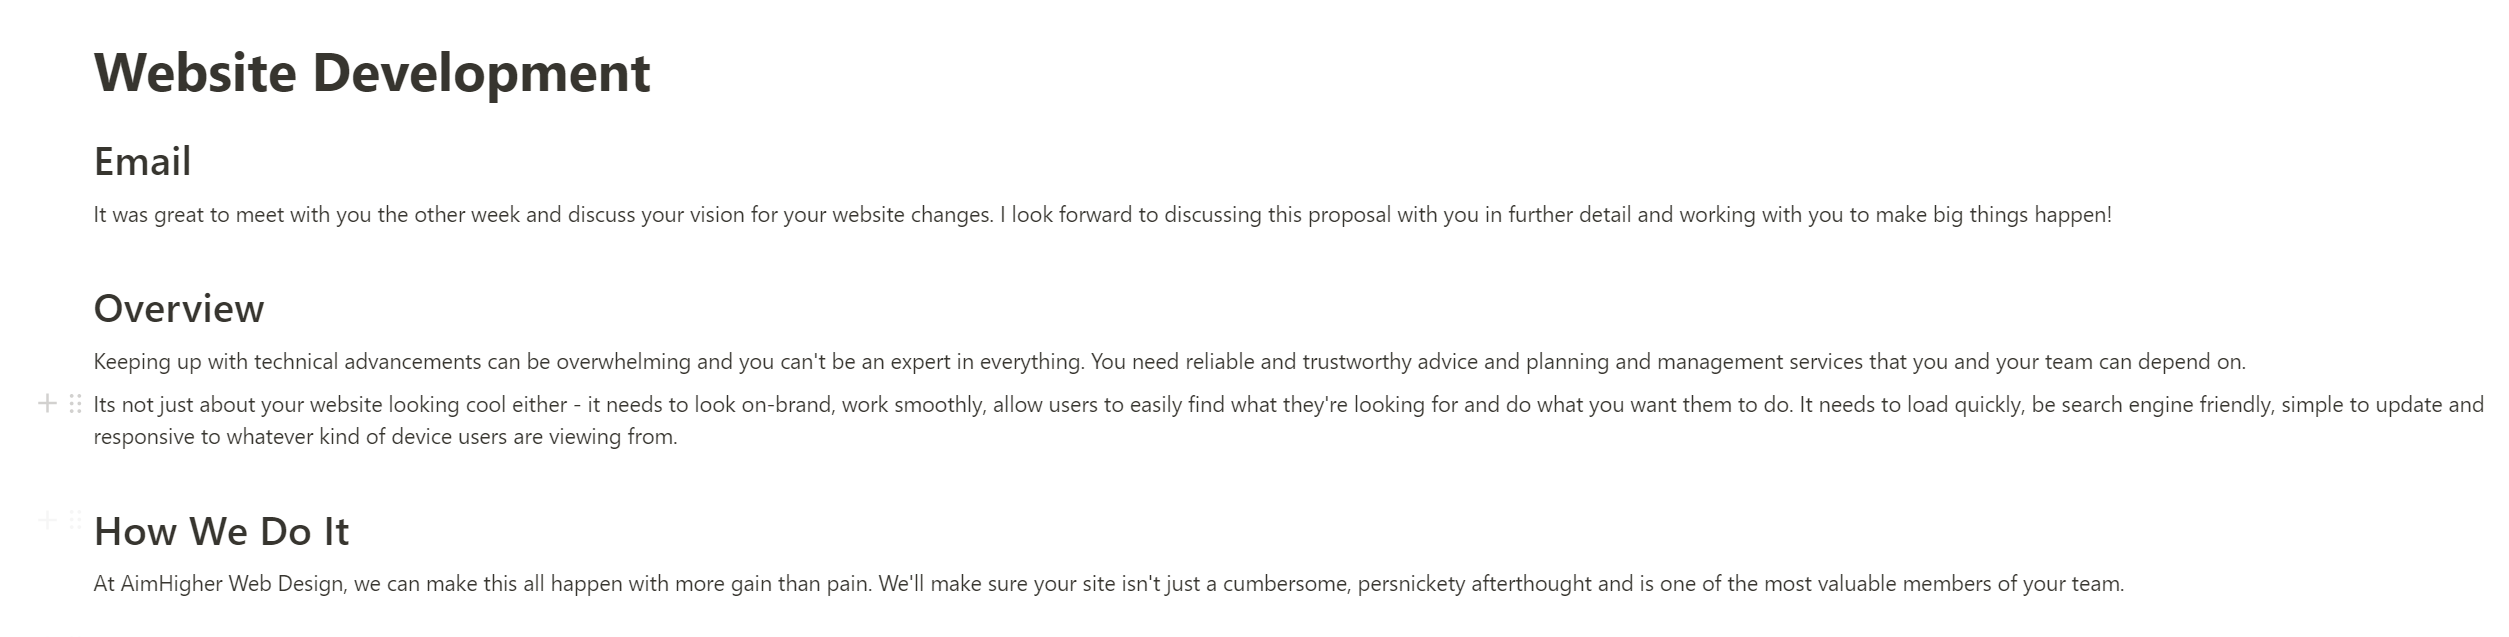 Website Development
Email
It was great to meet with you the other week and discuss your vision for your website changes. I look forward to discussing this proposal with you in further detail and working with you to make big things happen!
Overview
Keeping up with technical advancements can be overwhelming and you can't be an expert in everything. You need reliable and trustworthy advice and planning and management services that you and your team can depend on.
Its not just about your website looking cool either - it needs to look on-brand, work smoothly, allow users to easily find what they're looking for and do what you want them to do. It needs to load quickly, be search engine friendly, simple to update and
responsive to whatever kind of device users are viewing from.
How We Do It
At AimHigher Web Design, we can make this all happen with more gain than pain. We'll make sure your site isn't just a cumbersome, persnickety afterthought and is one of the most valuable members of your team.